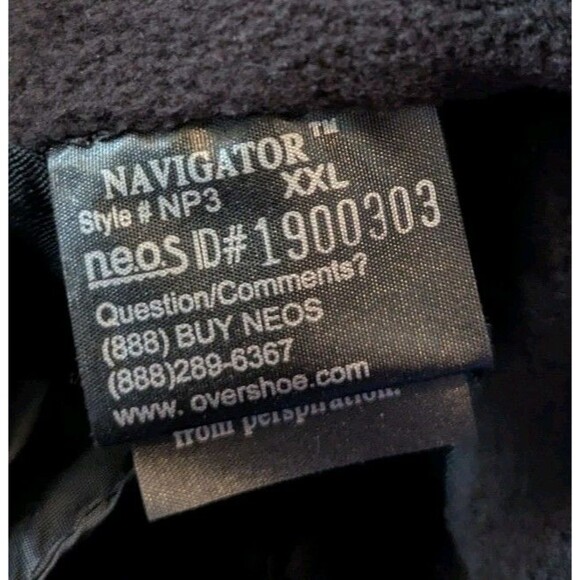 NAVIGATOR™
Style # NP3 XXL
neos ID#1900303
Question/Comments?
(888) BUY NEOS
(888)289-6367
www. overshoe.com
from perspiration.